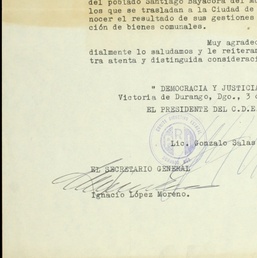 del poblado Santiago Bayacora del Mu
los que se trasladan a la Ciudad de
nocer el resultado de sus gestiones
ción de bienes comunales.
Muy agradec
dialmente lo saludamos y le reiteram
tra atenta y distinguida consideraci
" DEMOCRACIA Y JUSTICIA
Victoria de Durango, Dgo., 3 d
EL PRESIDENTE DEL C.D.E.
Lic. Gonzalo Salas
EL SECRETARIO GENERAL
Ignacio López Moreno.